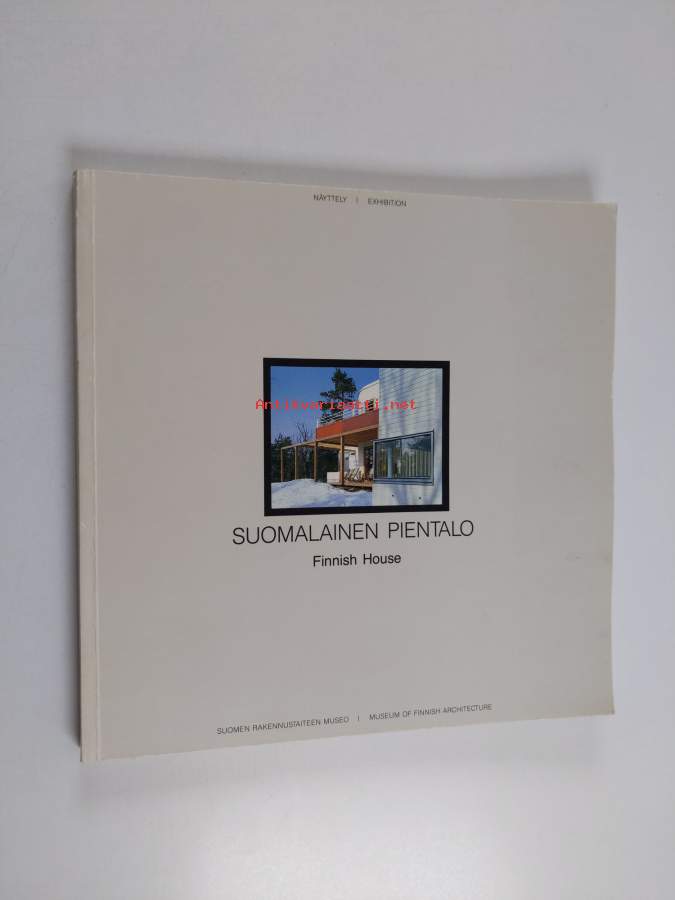 NÄYTTELY | EXHIBITION
Antikvariaatti.net
SUOMALAINEN PIENTALO
Finnish House
SUOMEN RAKENNUSTAITEEN MUSEO | MUSEUM OF FINNISH ARCHITECTURE